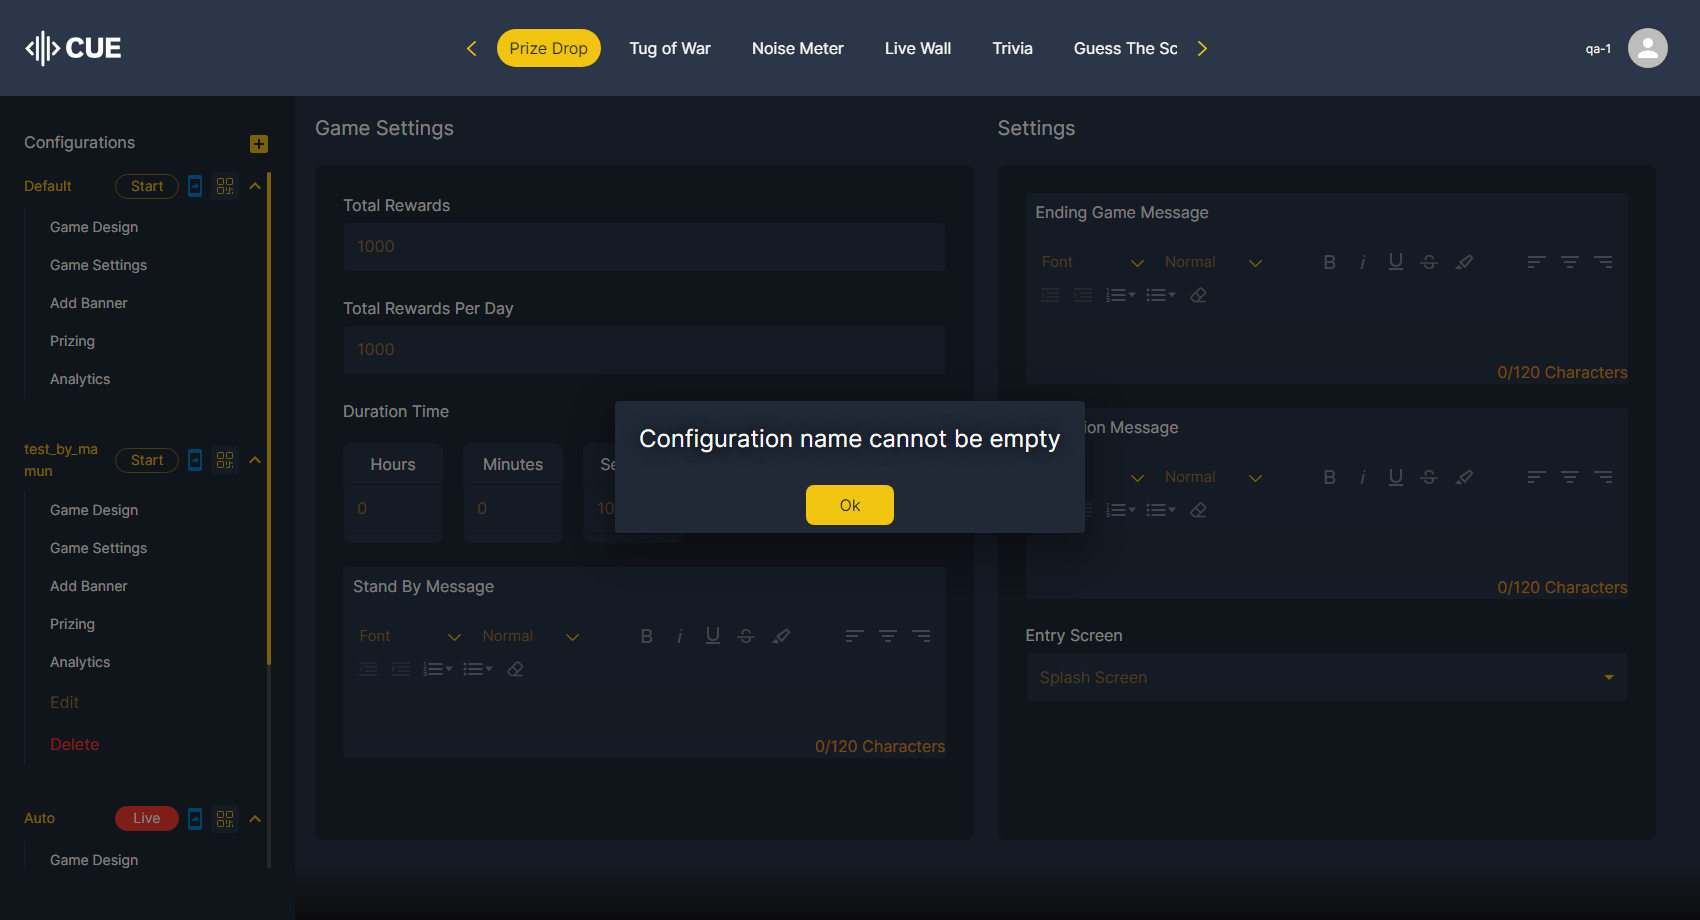 CUE
Prize Drop
Tug of War
Noise Meter
Live Wall
Trivia
Guess The Sc
qa-1
Configurations
Default
Start
Game Design
Game Settings
Add Banner
Prizing
Analytics
test_by_ma
mun
Start
Game Design
Game Settings
Add Banner
Prizing
Analytics
Edit
Delete
Auto
Live
Game Design
Game Settings
Total Rewards
1000
Total Rewards Per Day
1000
Duration Time
Hours
Minutes
Se
0
0
10
Stand By Message
Font
Normal
B i U S
0/120 Characters
Settings
Ending Game Message
Font
Normal
B i U S
0/120 Characters
ion Message
Normal
B i U S
0/120 Characters
Entry Screen
Splash Screen
Configuration name cannot be empty
Ok